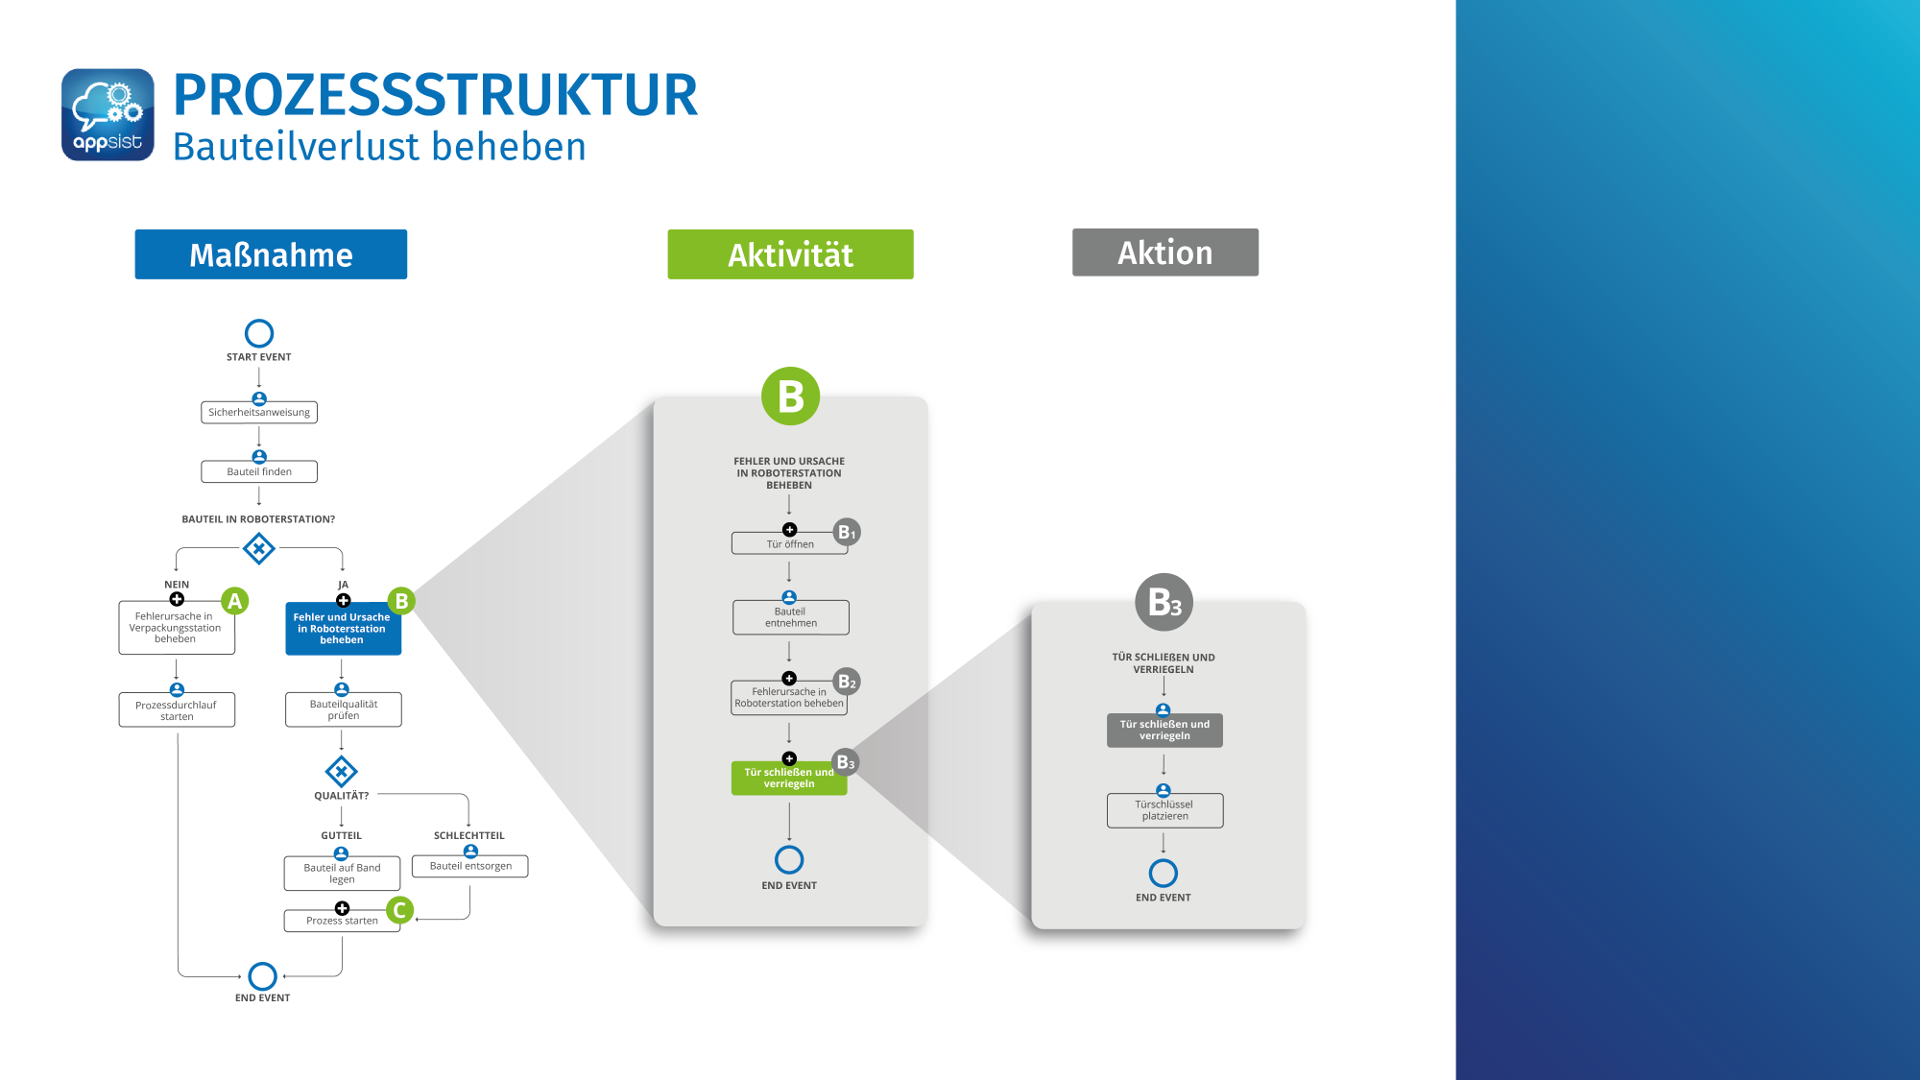 appsist
PROZESSSTRUKTUR
Bauteilverlust beheben
Maßnahme
START EVENT
Sicherheitsanweisung
Bauteil finden
BAUTEIL IN ROBOTERSTATION?
NEIN
A
Fehlerursache in
Verpackungsstation
beheben
Prozessdurchlauf
starten
JA
B
Fehler und Ursache
in Roboterstation
beheben
Bauteilqualität
prüfen
QUALITÄT?
GUTTEIL
Bauteil auf Band
legen
SCHLECHTTEIL
Bauteil entsorgen
C
Prozess starten
END EVENT
Aktivität
B
FEHLER UND URSACHE
IN ROBOTERSTATION
BEHEBEN
B1
Tür öffnen
Bauteil
entnehmen
B2
Fehlerursache in
Roboterstation beheben
B3
Tür schließen und
verriegeln
END EVENT
Aktion
B3
TÜR SCHLIEßEN UND
VERRIEGELN
Tür schließen und
verriegeln
Türschlüssel
platzieren
END EVENT